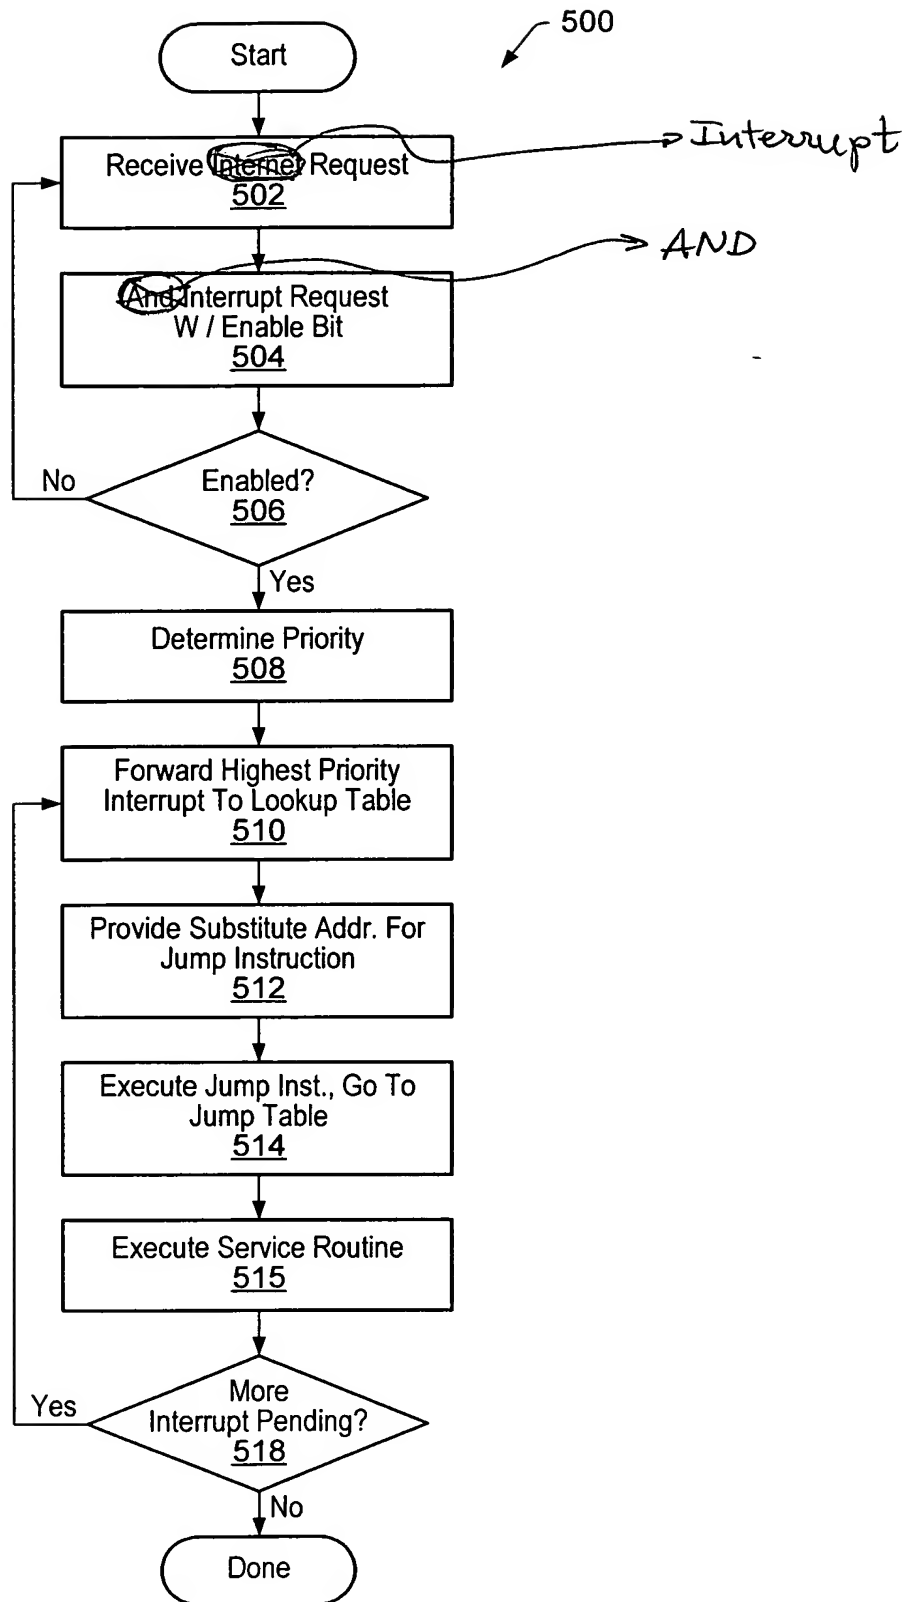 500
Start
Receive Internet Request
502
Interrupt
AND
And Interrupt Request
W / Enable Bit
504
Enabled?
506
No
Yes
Determine Priority
508
Forward Highest Priority
Interrupt To Lookup Table
510
Provide Substitute Addr. For
Jump Instruction
512
Execute Jump Inst., Go To
Jump Table
514
Execute Service Routine
515
More
Interrupt Pending?
518
Yes
No
Done